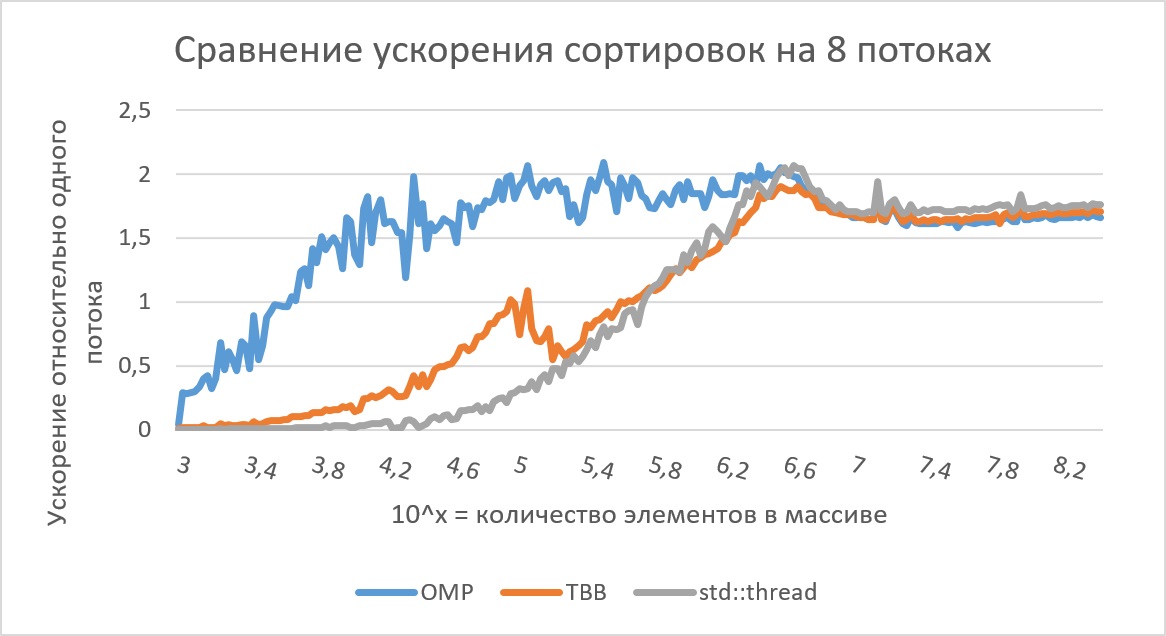 Сравнение ускорения сортировок на 8 потоках
Ускорение относительно одного
потока
2,5
2
1,5
1
0,5
0
3 3,4 3,8 4,2 4,6 5 5,4 5,8 6,2 6,6 7 7,4 7,8 8,2
10^x = количество элементов в массиве
OMP TBB std::thread